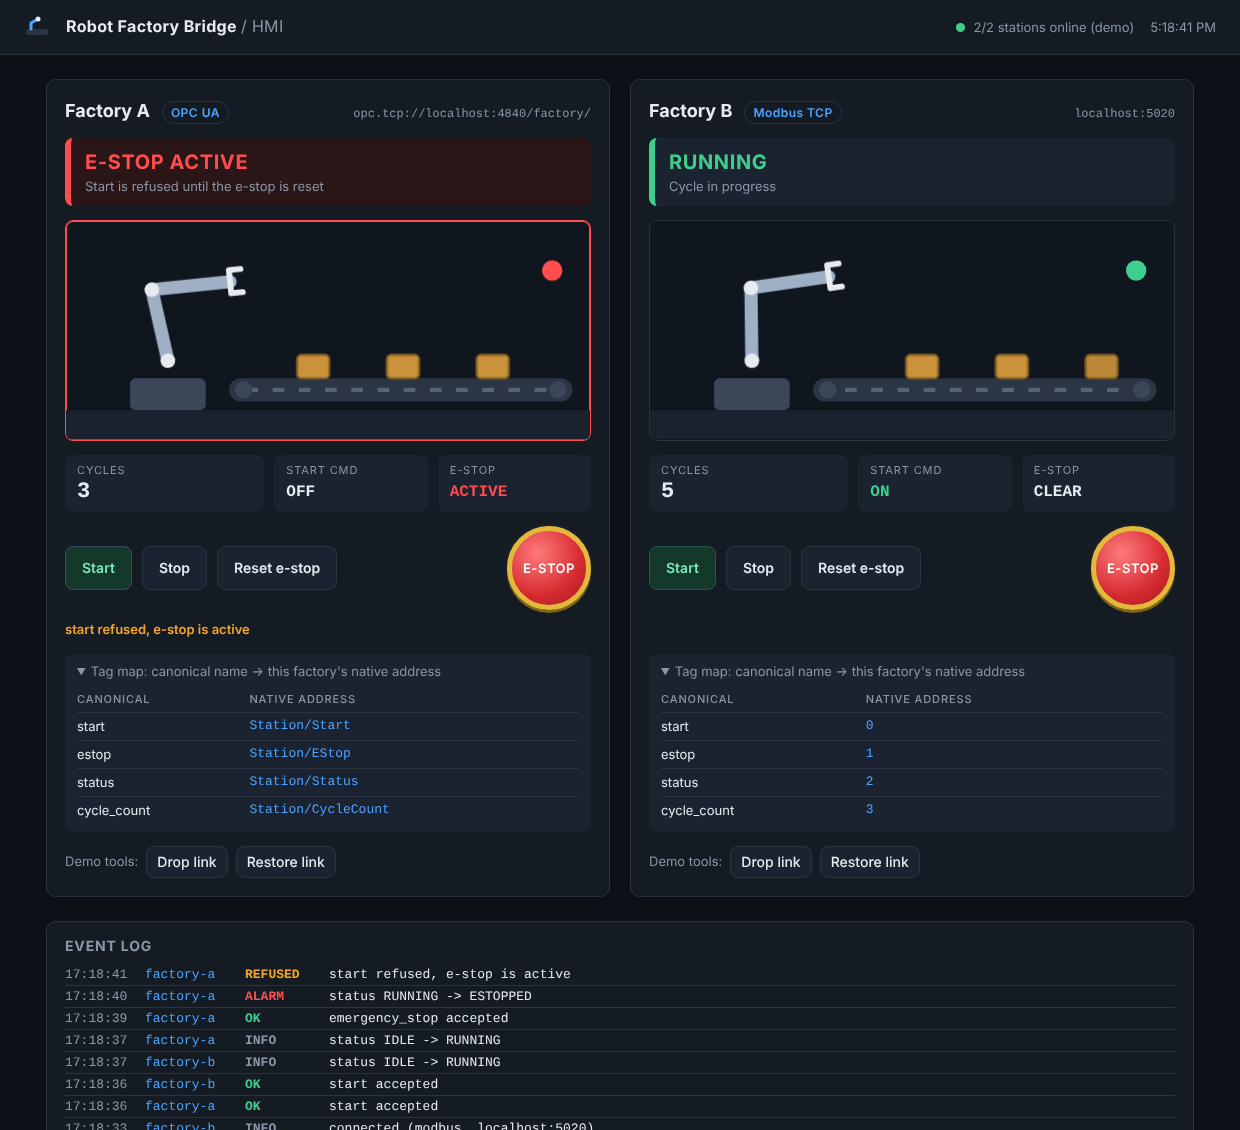 Robot Factory Bridge / HMI
2/2 stations online (demo) 5:18:41 PM
Factory A OPC UA opc.tcp://localhost:4840/factory/
E-STOP ACTIVE
Start is refused until the e-stop is reset
CYCLES START CMD E-STOP
3 OFF ACTIVE
Start Stop Reset e-stop E-STOP
start refused, e-stop is active
▼ Tag map: canonical name → this factory's native address
CANONICAL NATIVE ADDRESS
start Station/Start
estop Station/EStop
status Station/Status
cycle_count Station/CycleCount
Demo tools: Drop link Restore link
Factory B Modbus TCP localhost:5020
RUNNING
Cycle in progress
CYCLES START CMD E-STOP
5 ON CLEAR
Start Stop Reset e-stop E-STOP
▼ Tag map: canonical name → this factory's native address
CANONICAL NATIVE ADDRESS
start 0
estop 1
status 2
cycle_count 3
Demo tools: Drop link Restore link
EVENT LOG
17:18:41 factory-a REFUSED start refused, e-stop is active
17:18:40 factory-a ALARM status RUNNING -> ESTOPPED
17:18:39 factory-a OK emergency_stop accepted
17:18:37 factory-a INFO status IDLE -> RUNNING
17:18:37 factory-b INFO status IDLE -> RUNNING
17:18:36 factory-b OK start accepted
17:18:36 factory-a OK start accepted
17:18:33 factory-b INFO connected (modbus, localhost:5020)